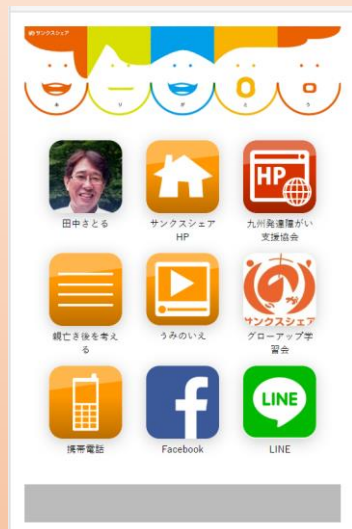 サンクスシェア
あ り が と う
田中さとる
サンクスシェア
HP
HP
九州発達障がい
支援協会
親亡き後を考え
る
うみのいえ
サンクスシェア
グローアップ学
習会
携帯電話
f
Facebook
LINE
LINE